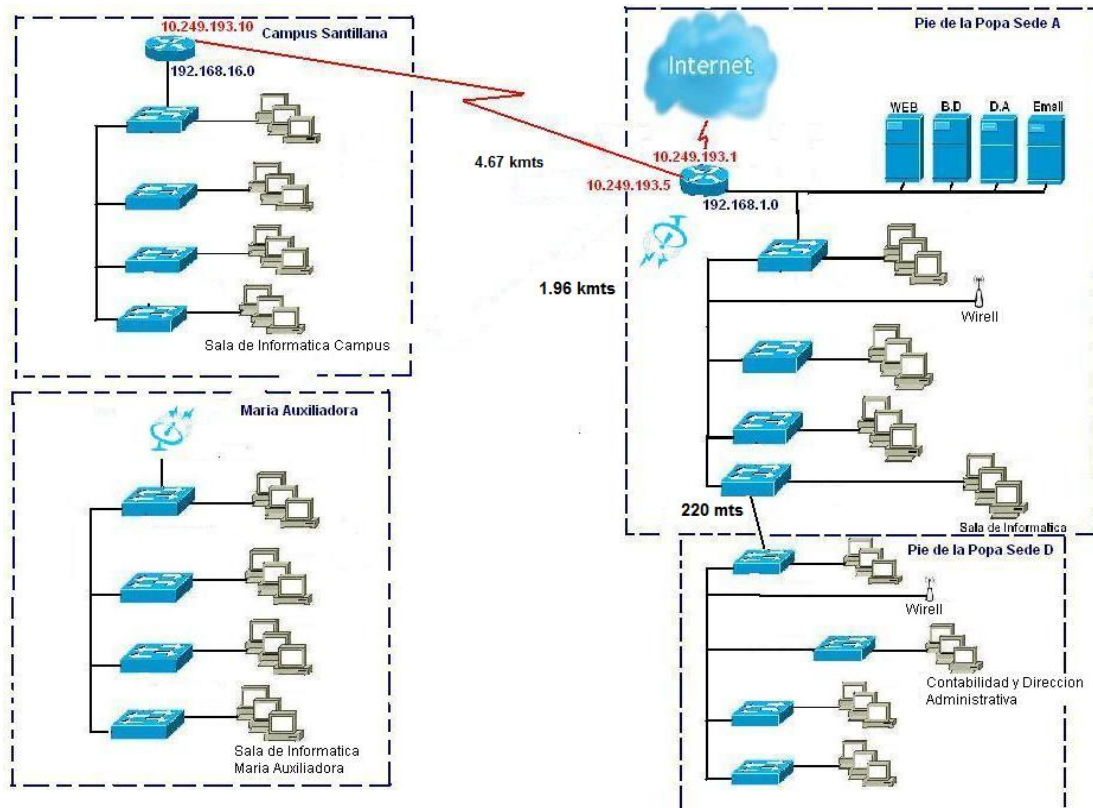 Campus Santillana
10.249.193.10
192.168.16.0
Sala de Informatica Campus
4.67 kmts
Pie de la Popa Sede A
Internet
WEB
B.D
D.A
Email
10.249.193.1
10.249.193.5
192.168.1.0
1.96 kmts
Wirell
Sala de Informatica
220 mts
Maria Auxiliadora
Sala de Informatica
Maria Auxiliadora
Pie de la Popa Sede D
Wirell
Contabilidad y Direccion
Administrativa